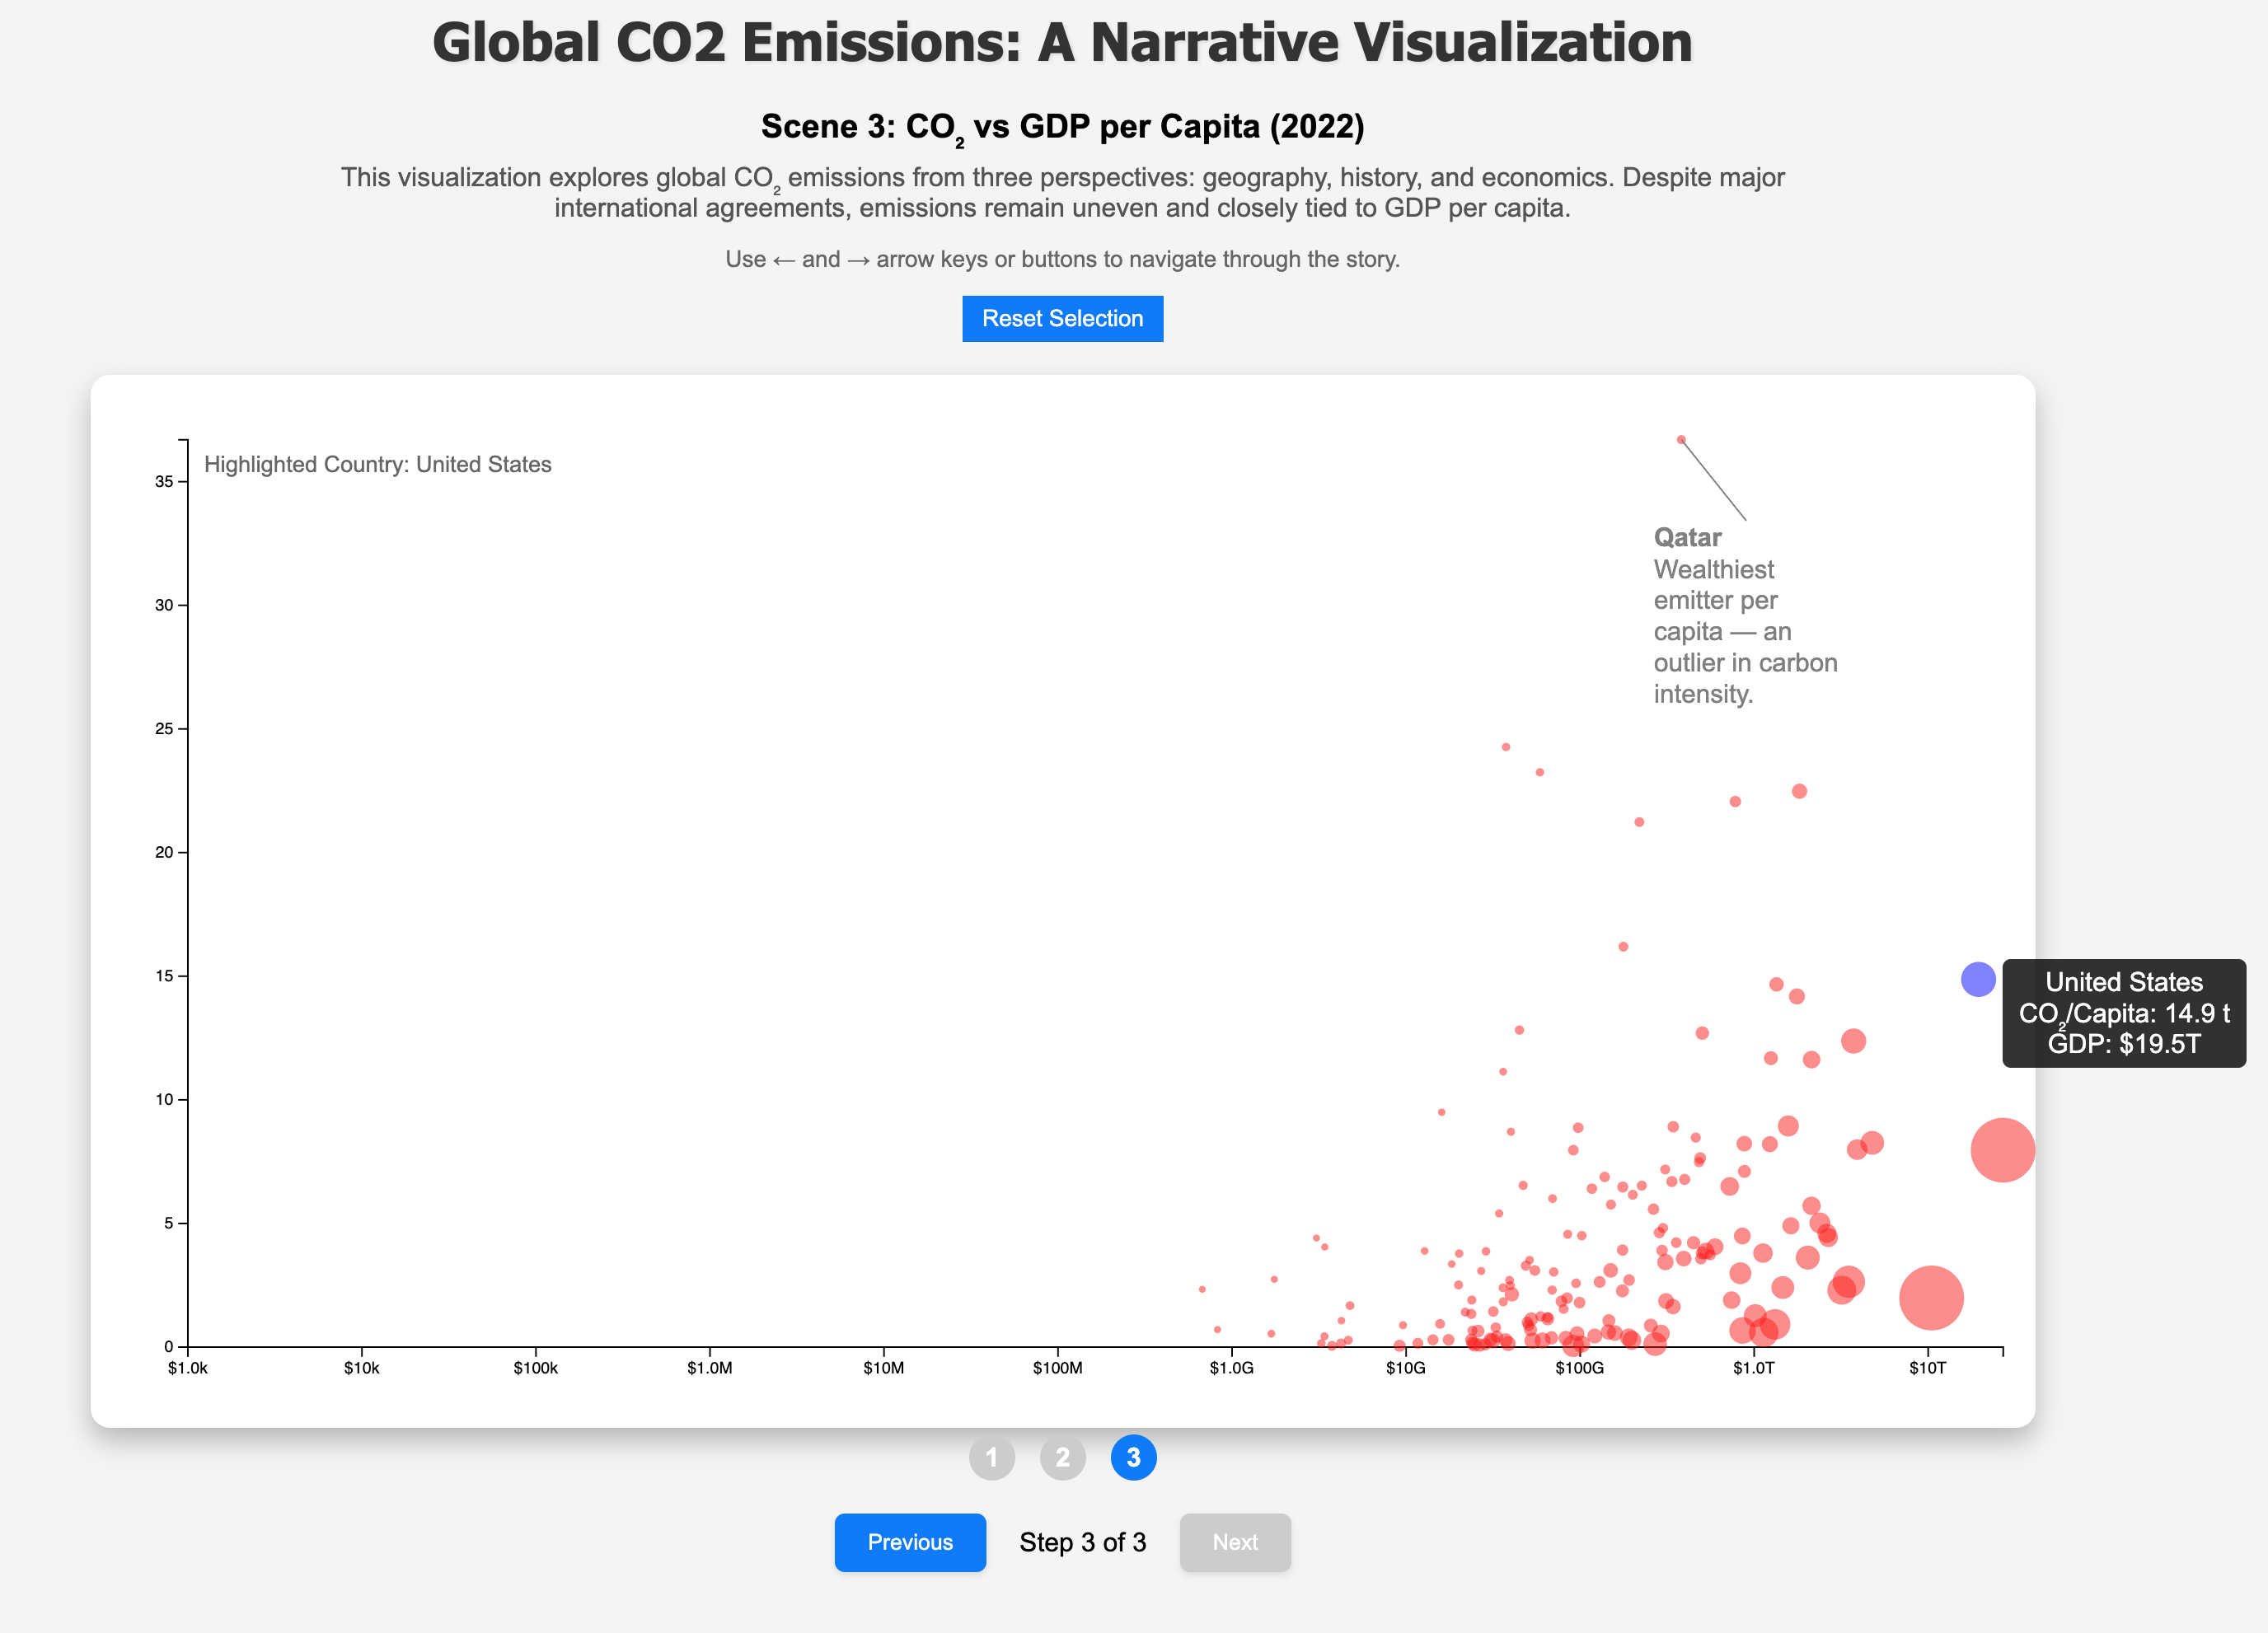 Global CO2 Emissions: A Narrative Visualization
Scene 3: CO₂ vs GDP per Capita (2022)
This visualization explores global CO₂ emissions from three perspectives: geography, history, and economics. Despite major
international agreements, emissions remain uneven and closely tied to GDP per capita.
Use ← and → arrow keys or buttons to navigate through the story.
Reset Selection
Highlighted Country: United States
35
30
25
20
15
10
5
0
Qatar
Wealthiest
emitter per
capita — an
outlier in carbon
intensity.
United States
CO₂/Capita: 14.9 t
GDP: $19.5T
$1.0k
$10k
$100k
$1.0M
$10M
$100M
$1.0G
$10G
$100G
$1.0T
$10T
1
2
3
Previous
Step 3 of 3
Next